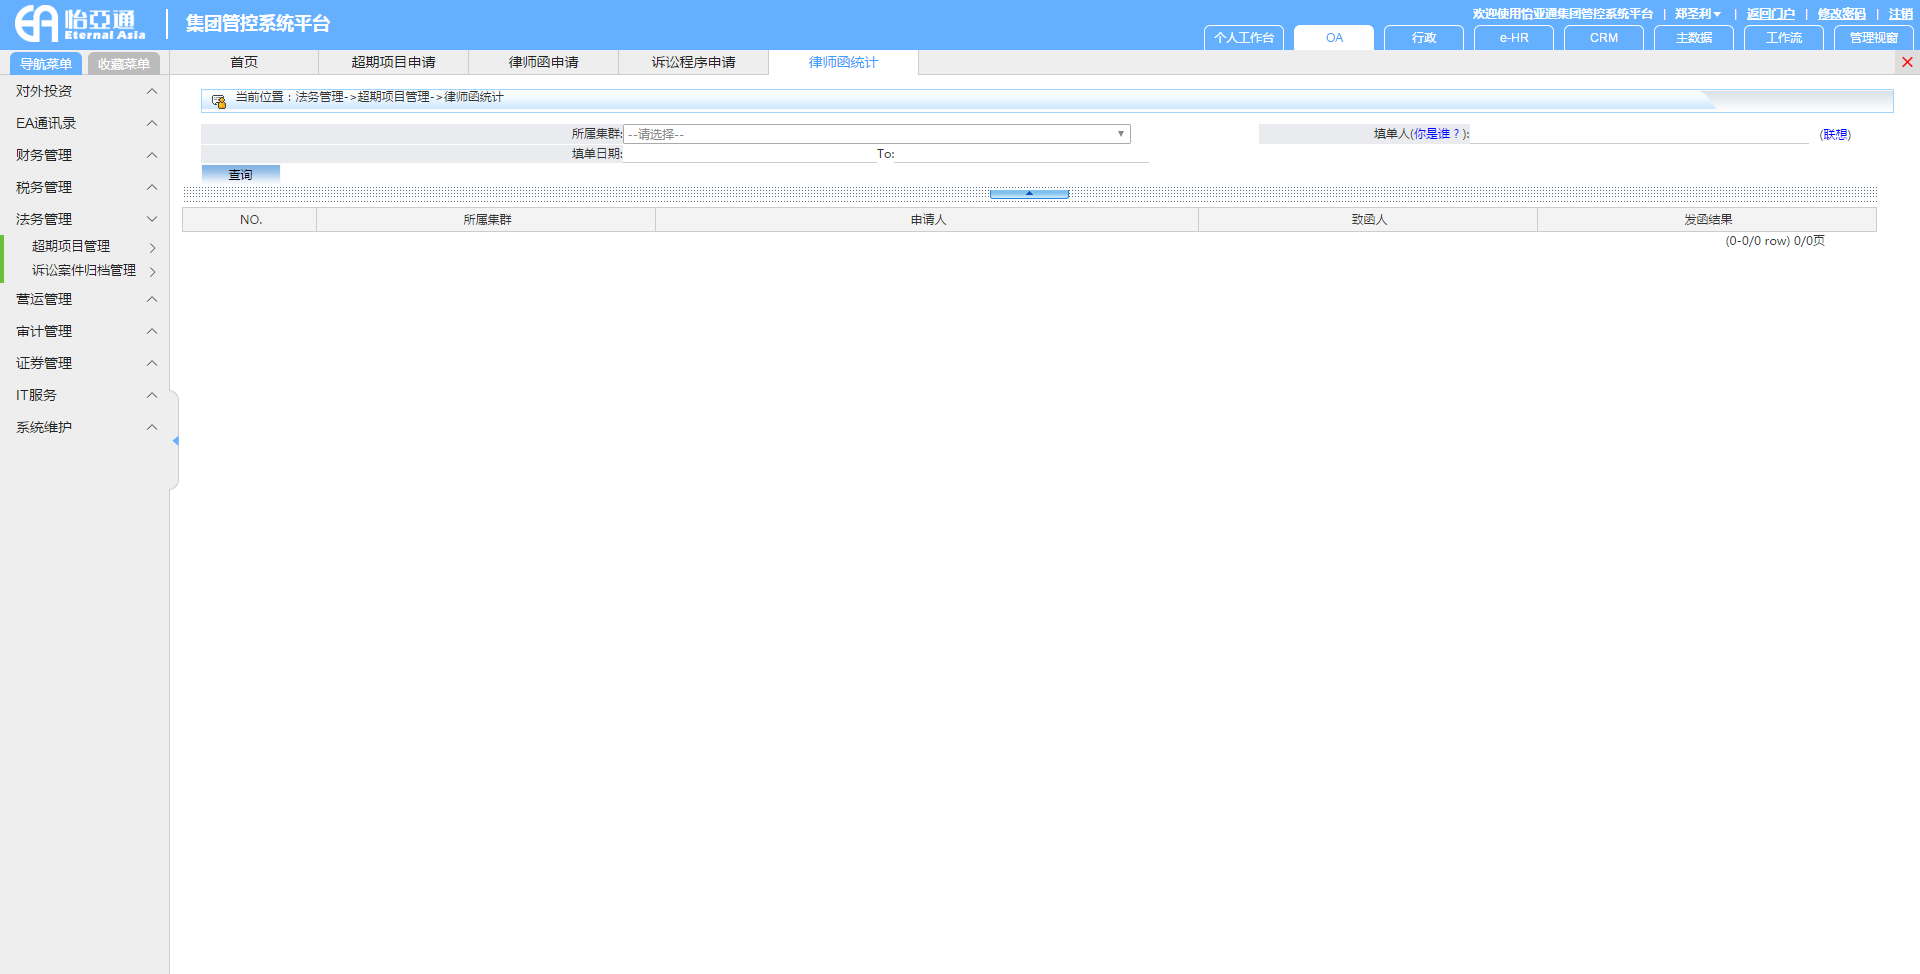 怡亞通
Eternal Asia
集团管控系统平台
欢迎使用怡亚通集团管控系统平台 | 郑圣利 | 返回门户 | 修改密码 | 注销
个人工作台 OA 行政 e-HR CRM 主数据 工作流 管理视窗
导航菜单 收藏菜单 首页 超期项目申请 律师函申请 诉讼程序申请 律师函统计
对外投资
EA通讯录
财务管理
税务管理
法务管理
超期项目管理
诉讼案件归档管理
营运管理
审计管理
证券管理
IT服务
系统维护
当前位置：法务管理->超期项目管理->律师函统计
所属集群: --请选择-- 填单人(你是谁？): (联想)
填单日期: To:
查询
NO. 所属集群 申请人 致函人 发函结果
(0-0/0 row) 0/0页